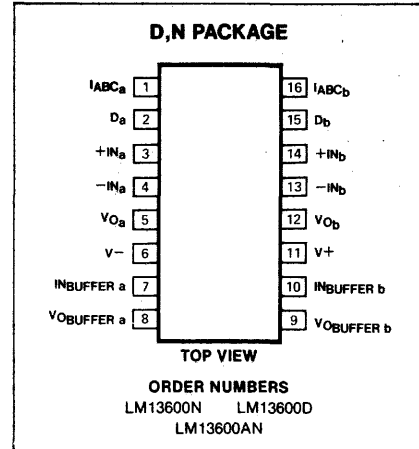 D,N PACKAGE
IABCa 1 16 IABCb
Da 2 15 Db
+INa 3 14 +INb
−INa 4 13 −INb
VOa 5 12 VOb
V− 6 11 V+
INBUFFER a 7 10 INBUFFER b
VOBUFFER a 8 9 VOBUFFER b
TOP VIEW
ORDER NUMBERS
LM13600N LM13600D
LM13600AN